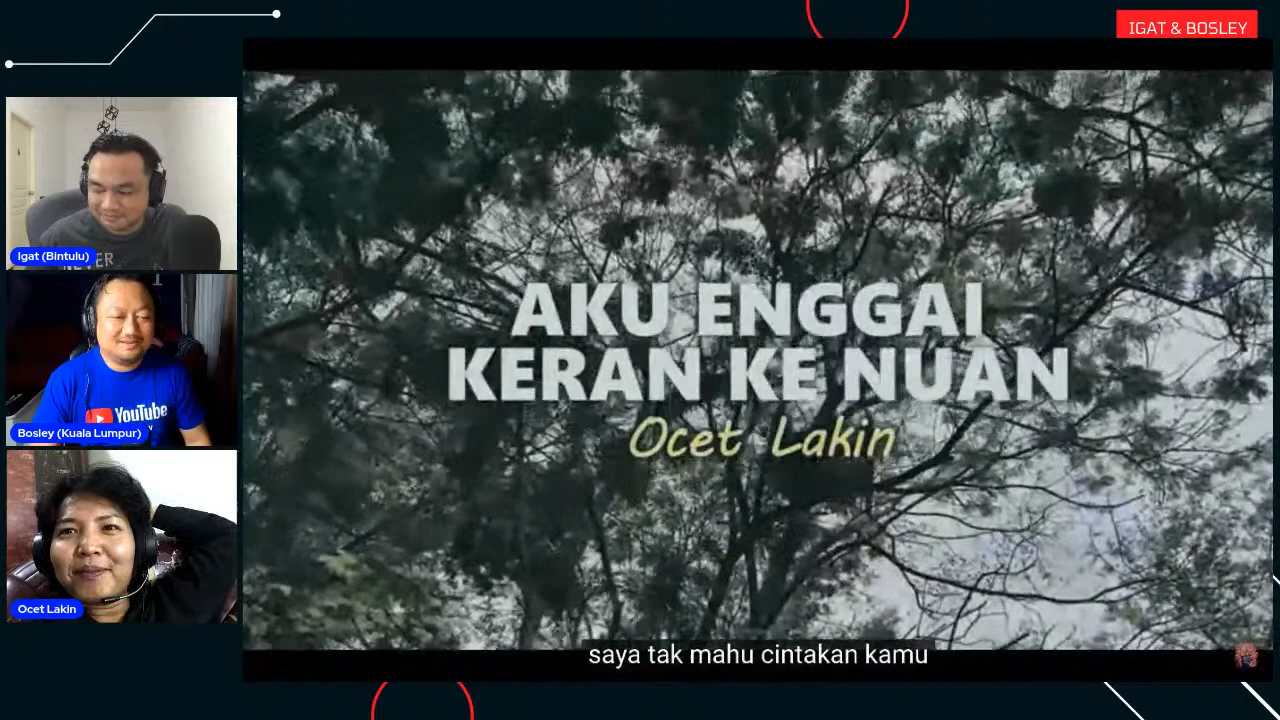 IGAT & BOSLEY
NEVER
Igat (Bintulu)
YouTube
Bosley (Kuala Lumpur)
Ocet Lakin
AKU ENGGAI
KERAN KE NUAN
Ocet Lakin
saya tak mahu cintakan kamu